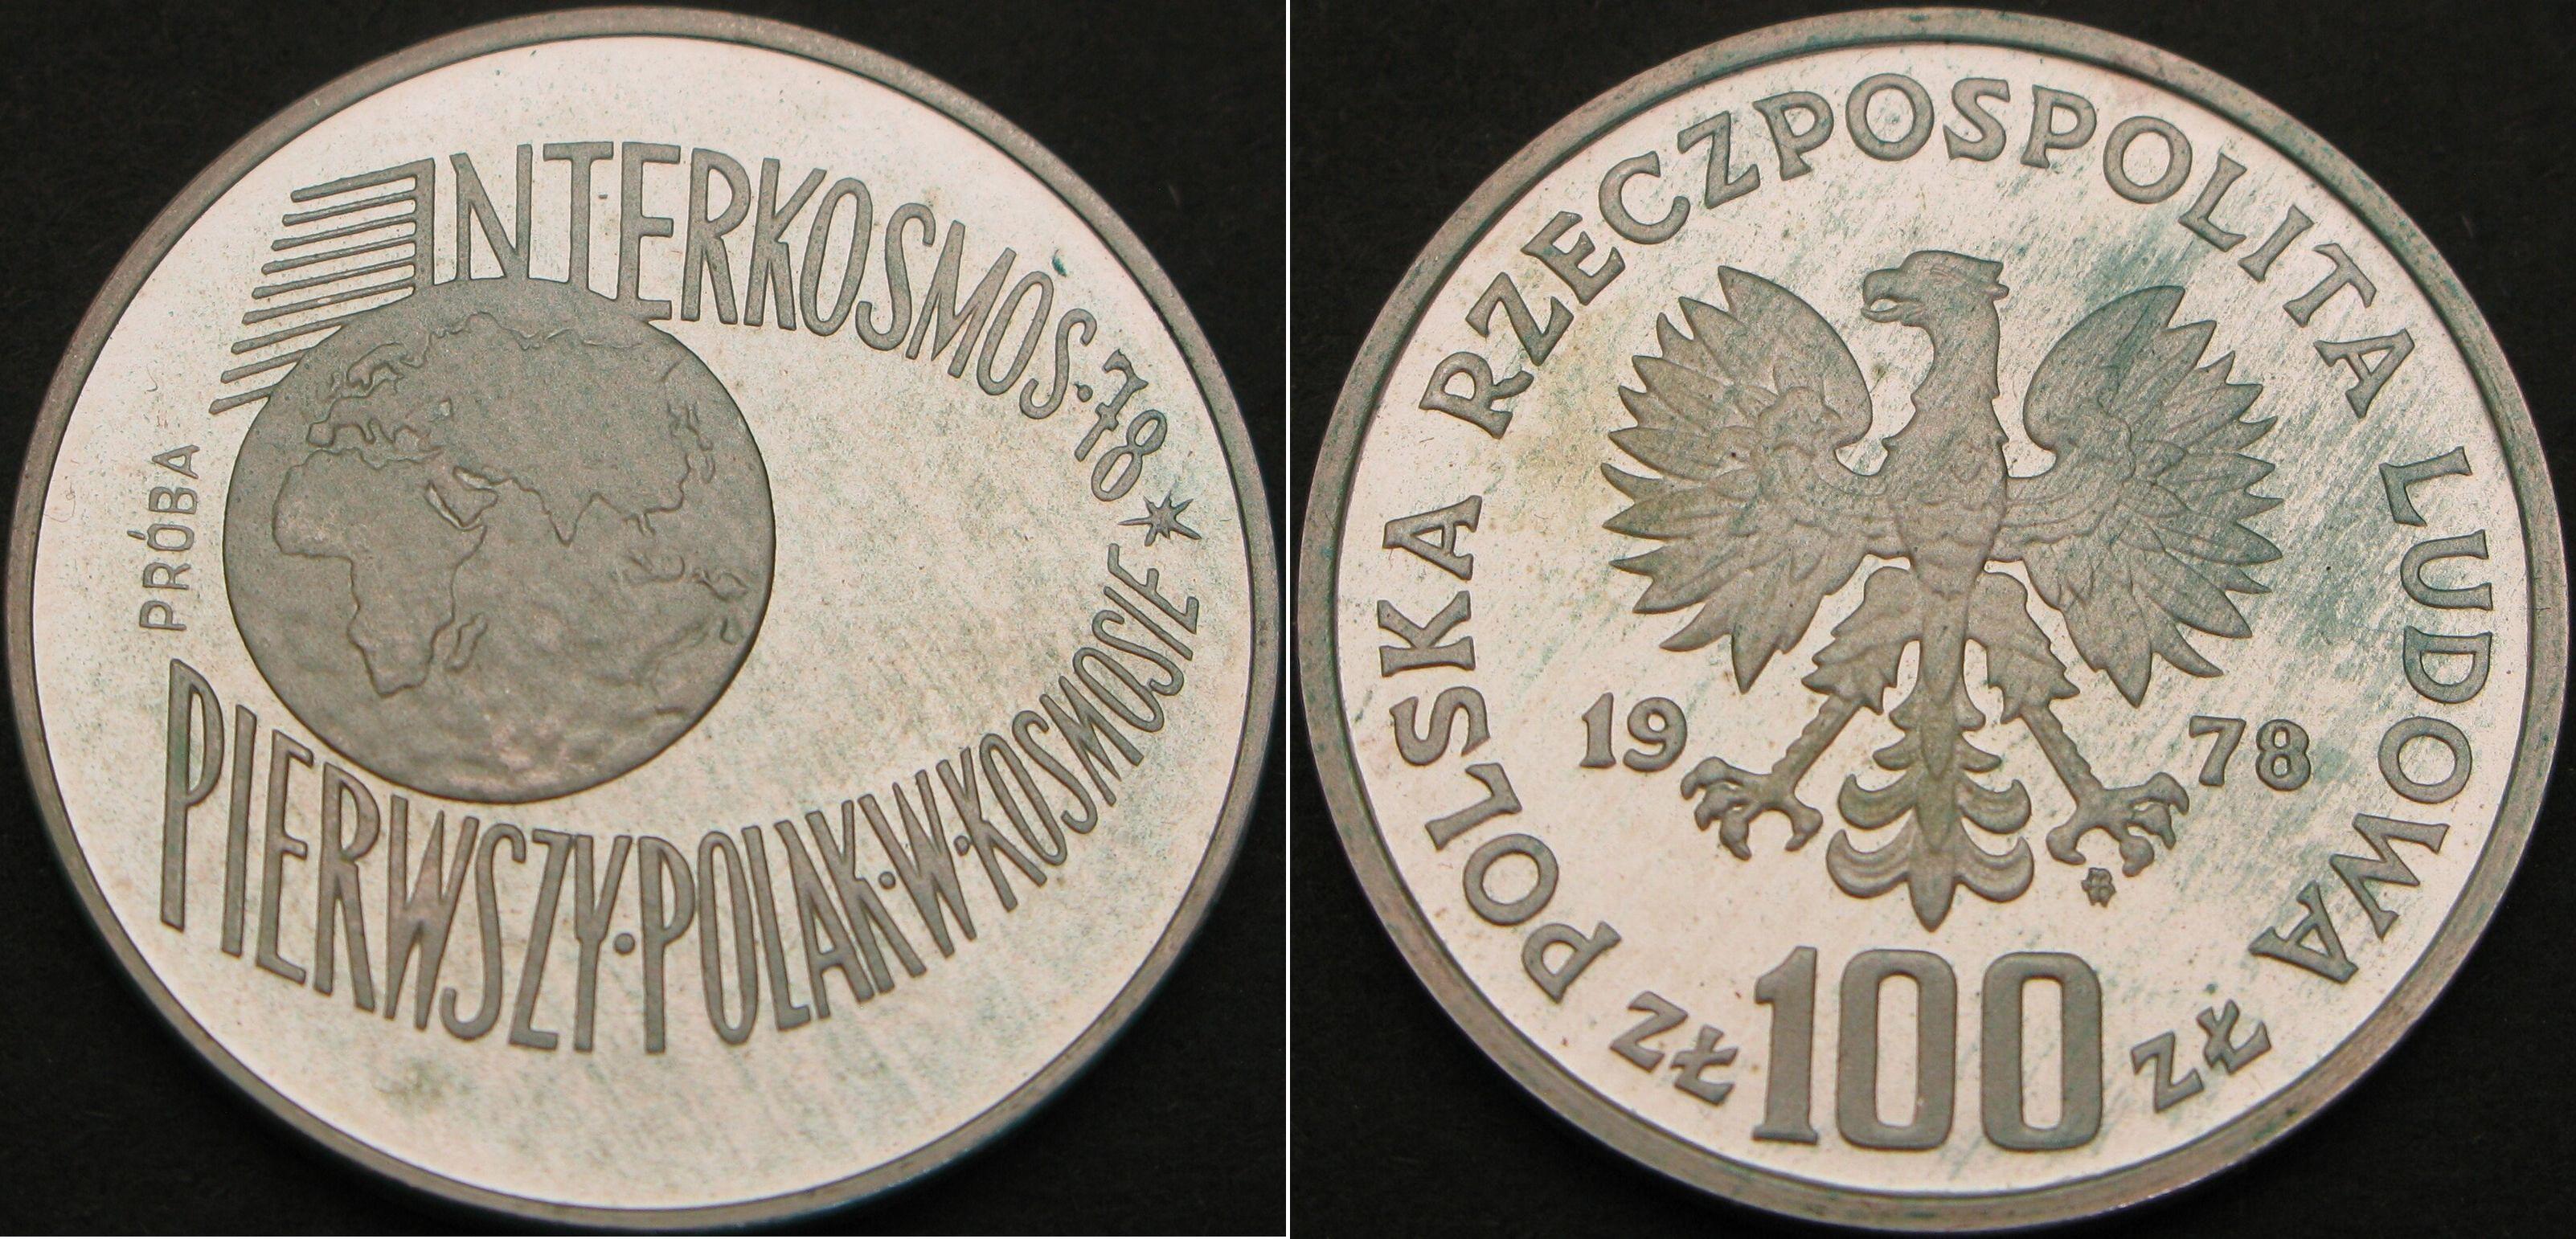 INTERKOSMOS·78
PRÓBA
PIERWSZY·POLAK·W·KOSMOSIE
POLSKA RZECZPOSPOLITA LUDOWA
19 78
ZŁ 100 ZŁ